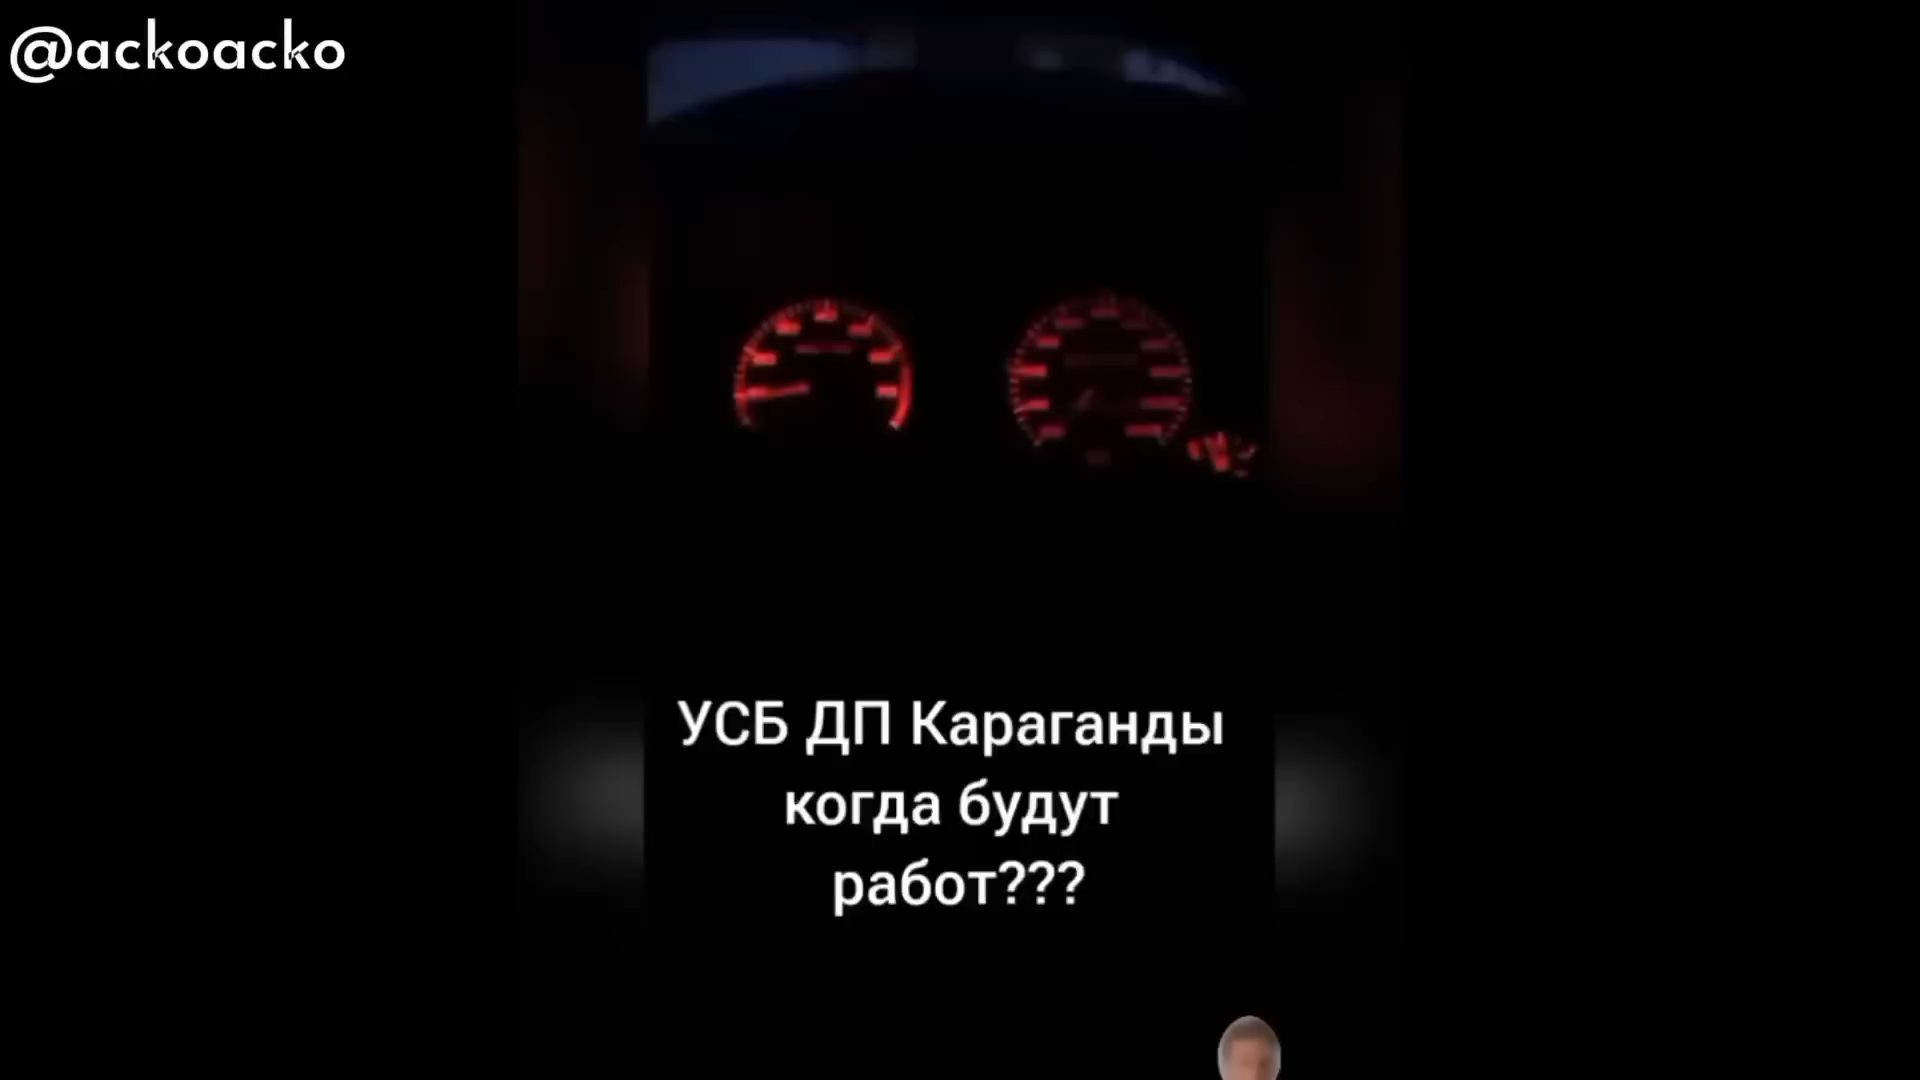 @ackoacko
УСБ ДП Караганды
когда будут
работ???